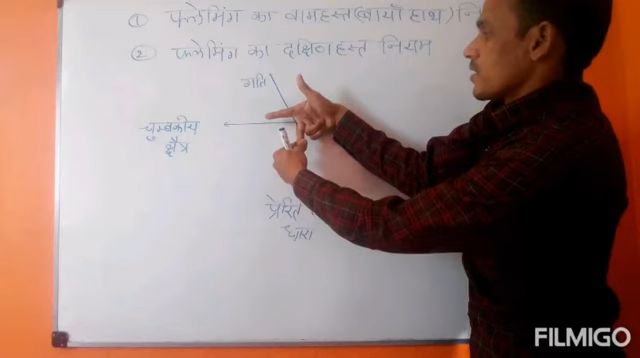 ① फ्लेमिंग का वामहस्त(बायाँ हाथ)
② फ्लेमिंग का दक्षिणहस्त नियम
गति
चुम्बकीय
क्षेत्र
प्रेरित
धारा
FILMIGO